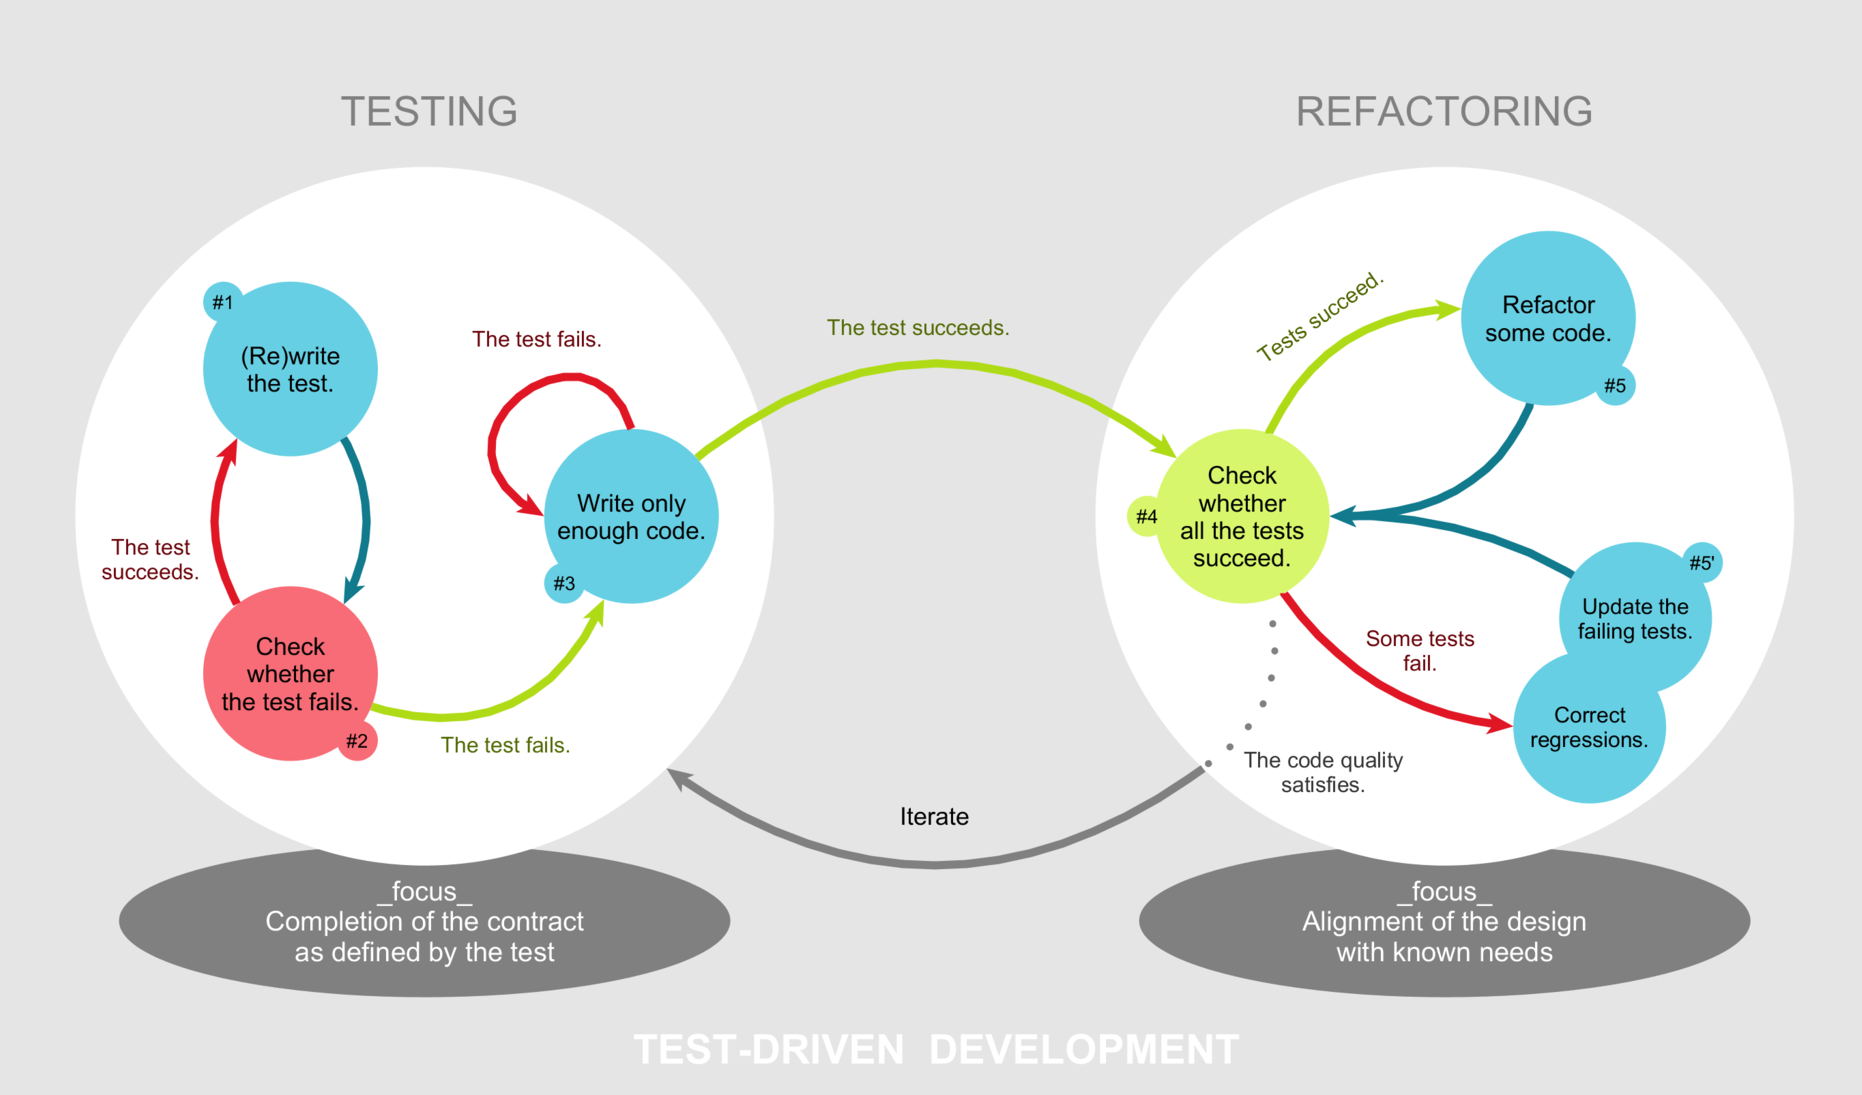 TESTING
REFACTORING
#1
(Re)write
the test.
The test fails.
The test succeeds.
Tests succeed.
Refactor
some code.
#5
The test
succeeds.
Write only
enough code.
#3
Check
whether
all the tests
succeed.
#4
#5'
Update the
failing tests.
Check
whether
the test fails.
#2
The test fails.
Some tests
fail.
Correct
regressions.
The code quality
satisfies.
Iterate
_focus_
Completion of the contract
as defined by the test
_focus_
Alignment of the design
with known needs
TEST-DRIVEN DEVELOPMENT